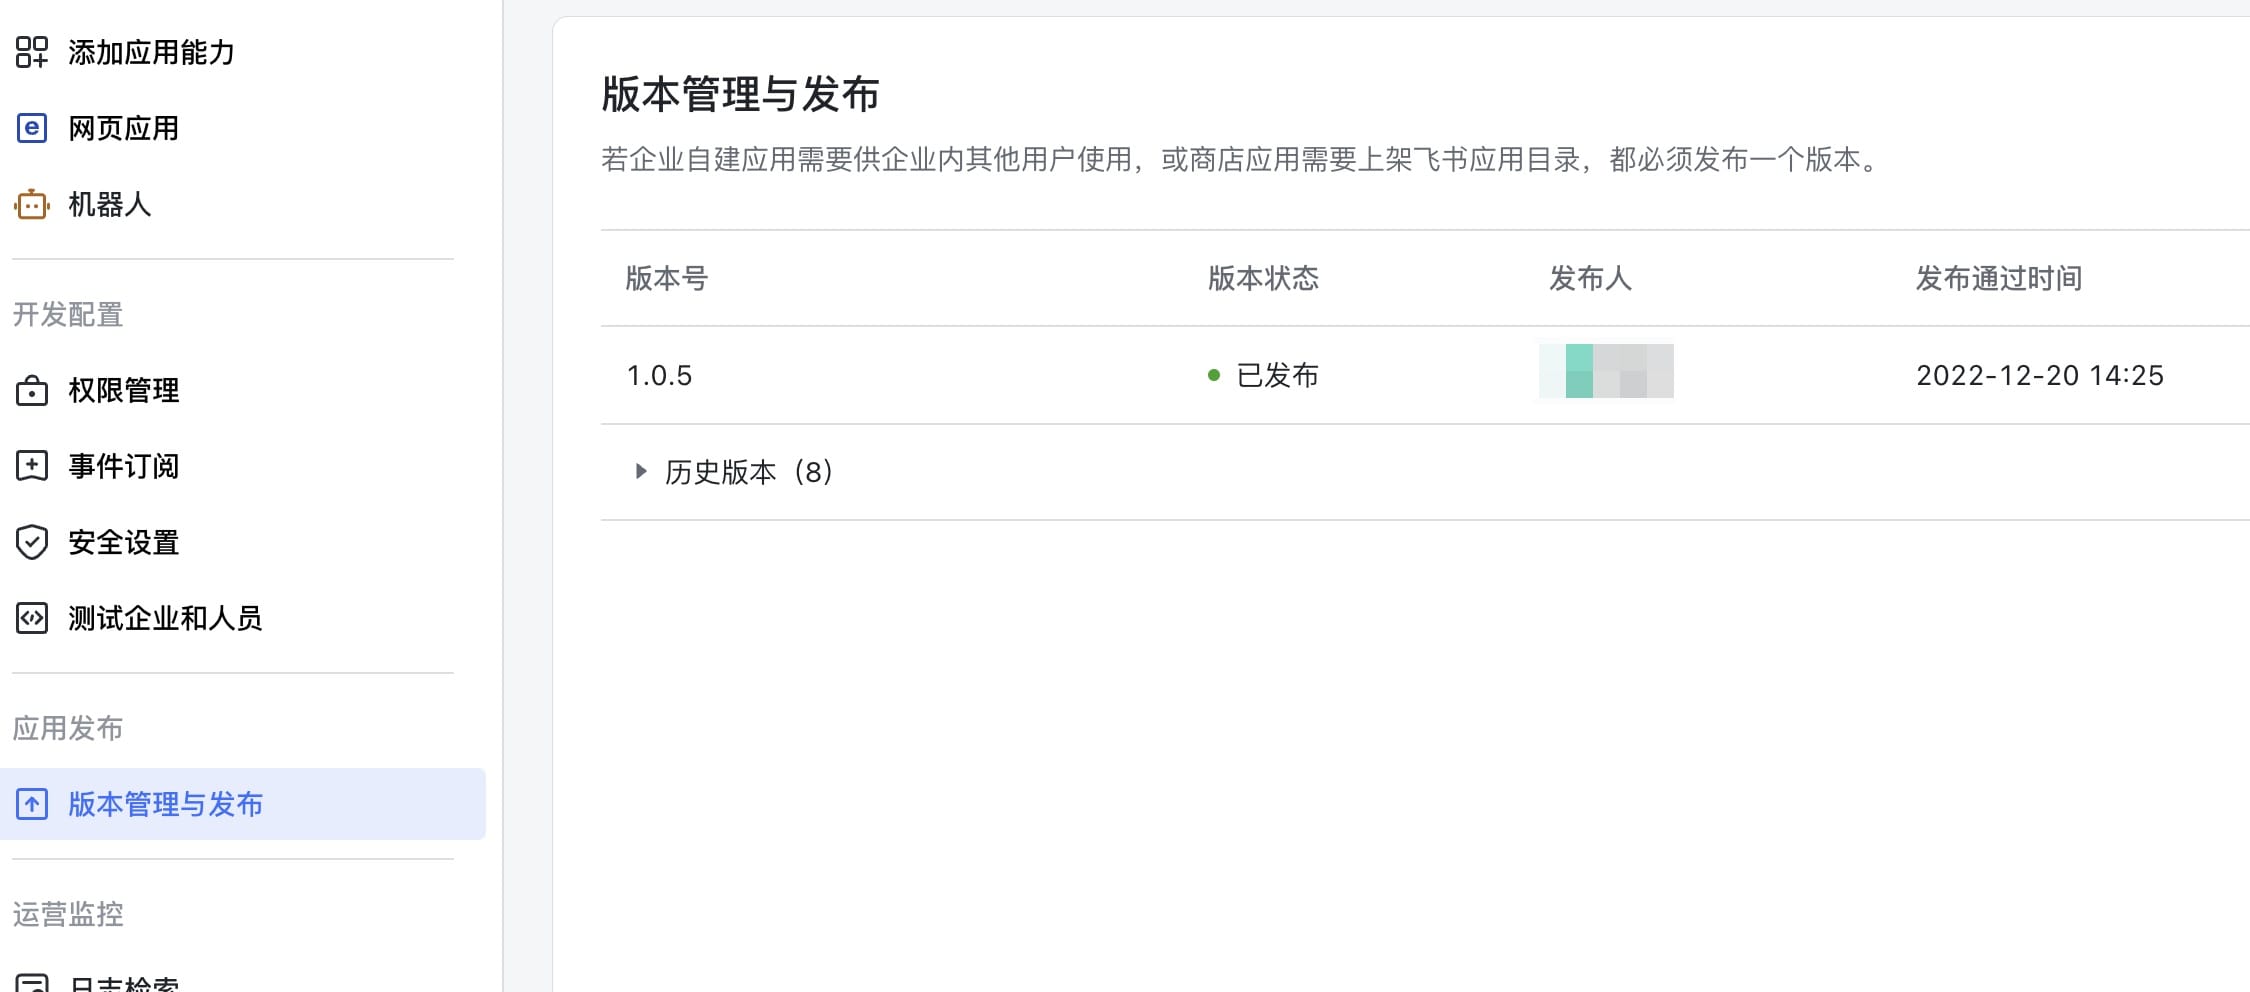 添加应用能力
网页应用
机器人
开发配置
权限管理
事件订阅
安全设置
测试企业和人员
应用发布
版本管理与发布
运营监控
日志检索
版本管理与发布
若企业自建应用需要供企业内其他用户使用，或商店应用需要上架飞书应用目录，都必须发布一个版本。
版本号 版本状态 发布人 发布通过时间
1.0.5 已发布 2022-12-20 14:25
历史版本（8）